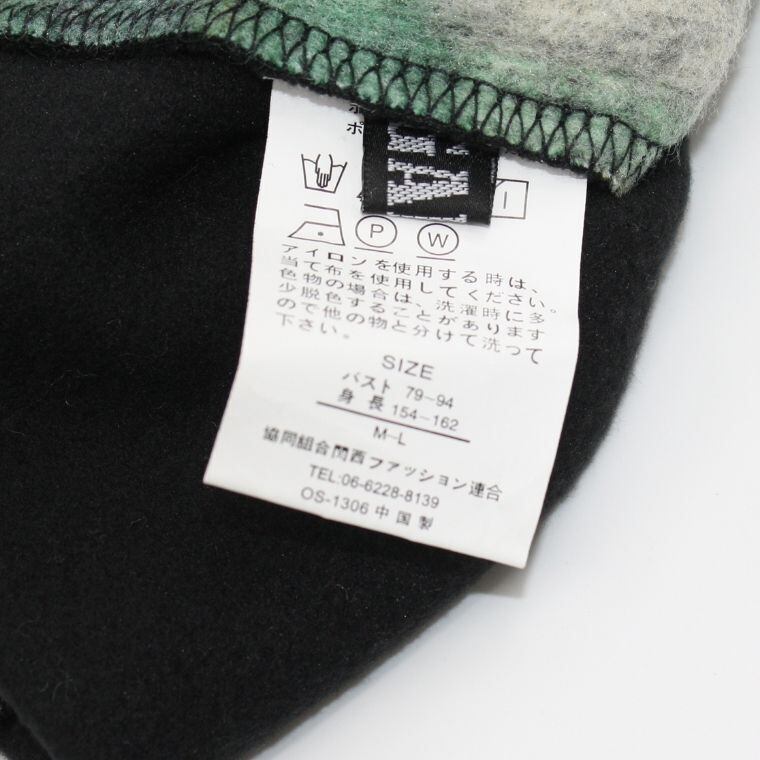 ポ
EA
P W
アイロンを使用する時は、
当て布を使用してください。
色物の場合は、洗濯時に多
少脱色することがあります
ので他の物と分けて洗って
下さい。
SIZE
バスト 79-94
身長 154-162
M-L
協同組合関西ファッション連合
TEL:06-6228-8139
OS-1306 中国製